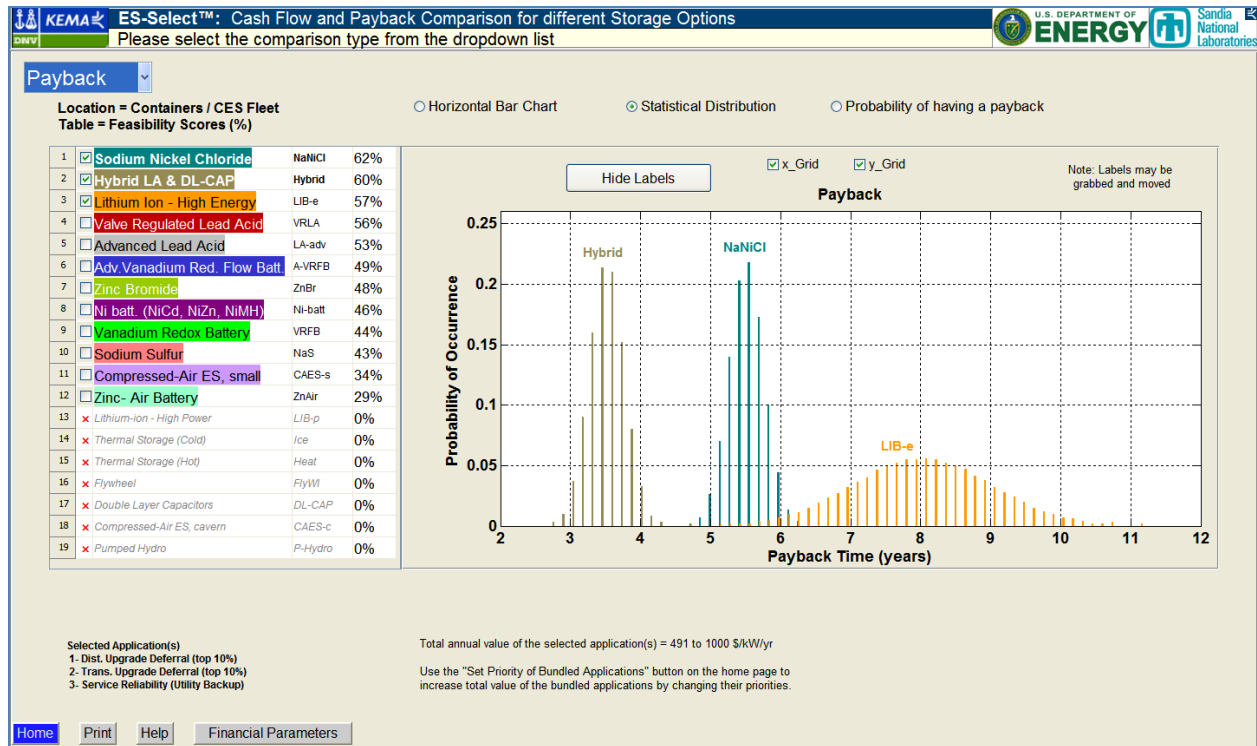 KEMA
DNV
ES-Select™: Cash Flow and Payback Comparison for different Storage Options
Please select the comparison type from the dropdown list
U.S. DEPARTMENT OF
ENERGY
Sandia
National
Laboratories
Payback
Location = Containers / CES Fleet
Table = Feasibility Scores (%)
Horizontal Bar Chart
Statistical Distribution
Probability of having a payback
1 Sodium Nickel Chloride NaNiCl 62%
2 Hybrid LA & DL-CAP Hybrid 60%
3 Lithium Ion - High Energy LIB-e 57%
4 Valve Regulated Lead Acid VRLA 56%
5 Advanced Lead Acid LA-adv 53%
6 Adv.Vanadium Red. Flow Batt. A-VRFB 49%
7 Zinc Bromide ZnBr 48%
8 Ni batt. (NiCd, NiZn, NiMH) Ni-batt 46%
9 Vanadium Redox Battery VRFB 44%
10 Sodium Sulfur NaS 43%
11 Compressed-Air ES, small CAES-s 34%
12 Zinc- Air Battery ZnAir 29%
13 x Lithium-ion - High Power LIB-p 0%
14 x Thermal Storage (Cold) Ice 0%
15 x Thermal Storage (Hot) Heat 0%
16 x Flywheel FlyWl 0%
17 x Double Layer Capacitors DL-CAP 0%
18 x Compressed-Air ES, cavern CAES-c 0%
19 x Pumped Hydro P-Hydro 0%
Hide Labels
x_Grid
y_Grid
Note: Labels may be
grabbed and moved
Payback
Probability of Occurrence
0.25
0.2
0.15
0.1
0.05
0
Hybrid
NaNiCl
LIB-e
2 3 4 5 6 7 8 9 10 11 12
Payback Time (years)
Selected Application(s)
1- Dist. Upgrade Deferral (top 10%)
2- Trans. Upgrade Deferral (top 10%)
3- Service Reliability (Utility Backup)
Total annual value of the selected application(s) = 491 to 1000 $/kW/yr
Use the "Set Priority of Bundled Applications" button on the home page to
increase total value of the bundled applications by changing their priorities.
Home
Print
Help
Financial Parameters